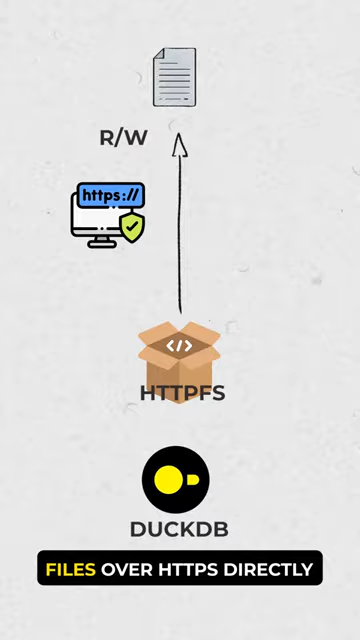 R/W
https://
</>
HTTPFS
DUCKDB
FILES OVER HTTPS DIRECTLY